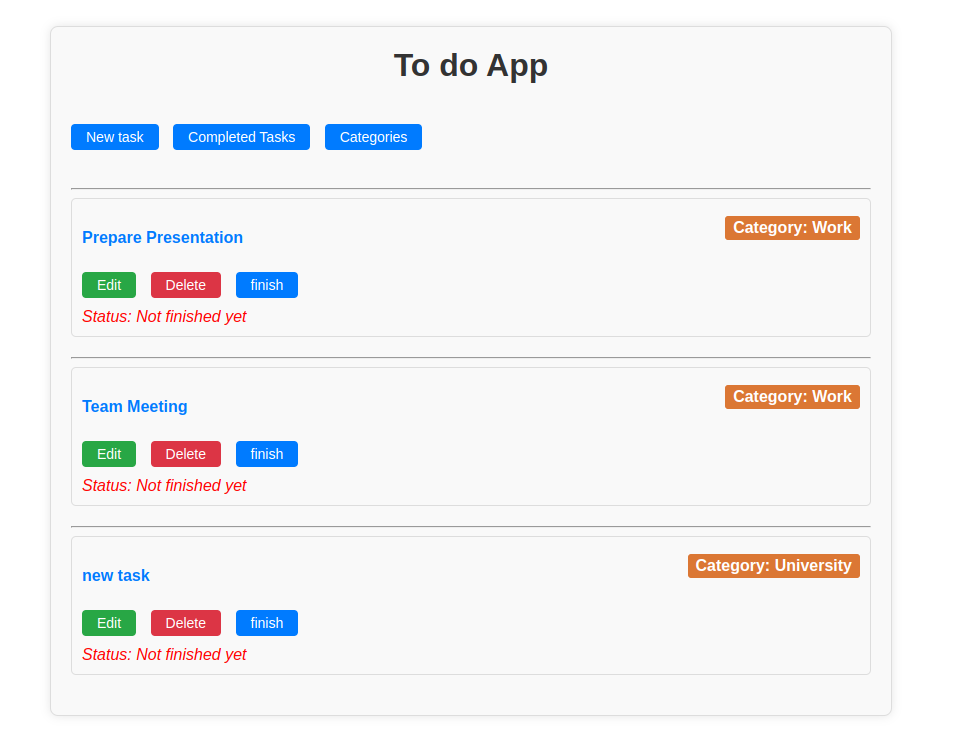 To do App
New task Completed Tasks Categories
Prepare Presentation Category: Work
Edit Delete finish
Status: Not finished yet
Team Meeting Category: Work
Edit Delete finish
Status: Not finished yet
new task Category: University
Edit Delete finish
Status: Not finished yet